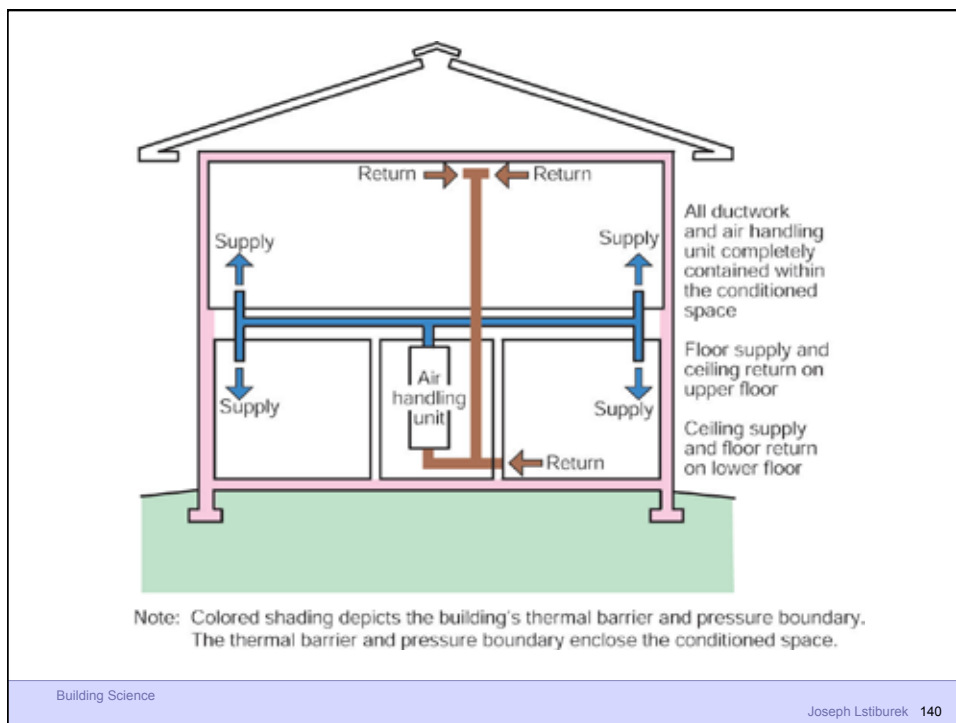 Return
Return
Supply
Supply
All ductwork
and air handling
unit completely
contained within
the conditioned
space
Floor supply and
ceiling return on
upper floor
Air
handling
unit
Supply
Supply
Ceiling supply
and floor return
on lower floor
Return
Note: Colored shading depicts the building's thermal barrier and pressure boundary.
The thermal barrier and pressure boundary enclose the conditioned space.
Building Science
Joseph Lstiburek 140